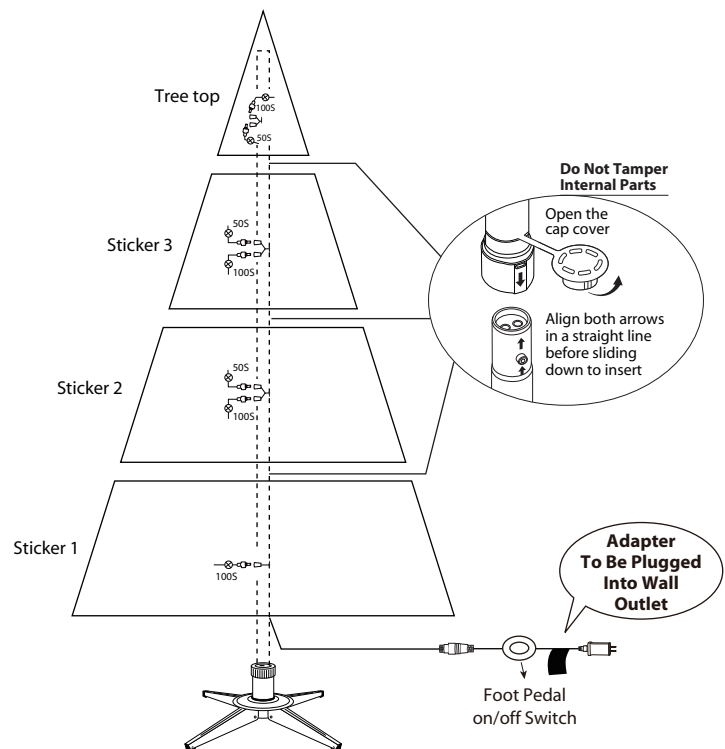 Tree top
100S
50S
Do Not Tamper
Internal Parts
Open the
cap cover
Sticker 3
50S
100S
Align both arrows
in a straight line
before sliding
down to insert
Sticker 2
50S
100S
Sticker 1
100S
Adapter
To Be Plugged
Into Wall
Outlet
Foot Pedal
on/off Switch